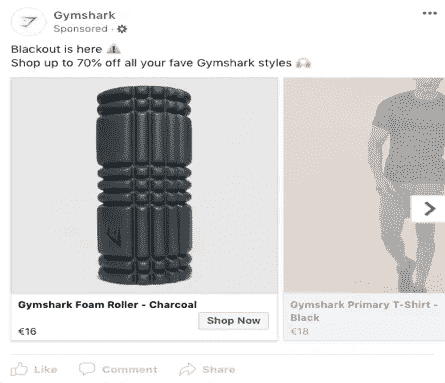 Gymshark
Sponsored ·
Blackout is here ⚠️
Shop up to 70% off all your fave Gymshark styles 🙌
Gymshark Foam Roller - Charcoal
€16
Shop Now
Gymshark Primary T-Shirt -
Black
€18
Like
Comment
Share